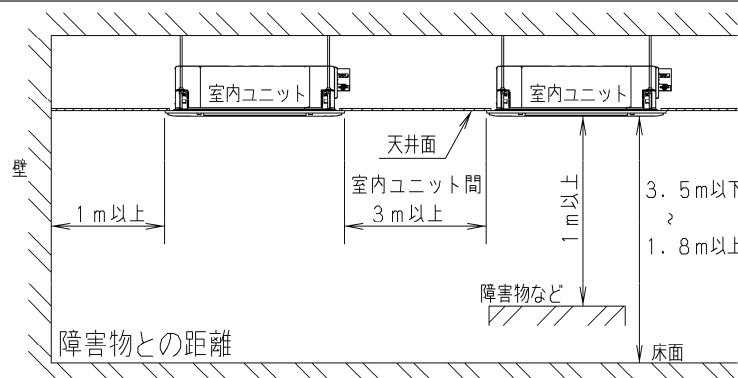 室内ユニット
室内ユニット
天井面
壁
室内ユニット間
1m以上
3m以上
1m以上
3.5m以下
~
1.8m以上
障害物など
障害物との距離
床面